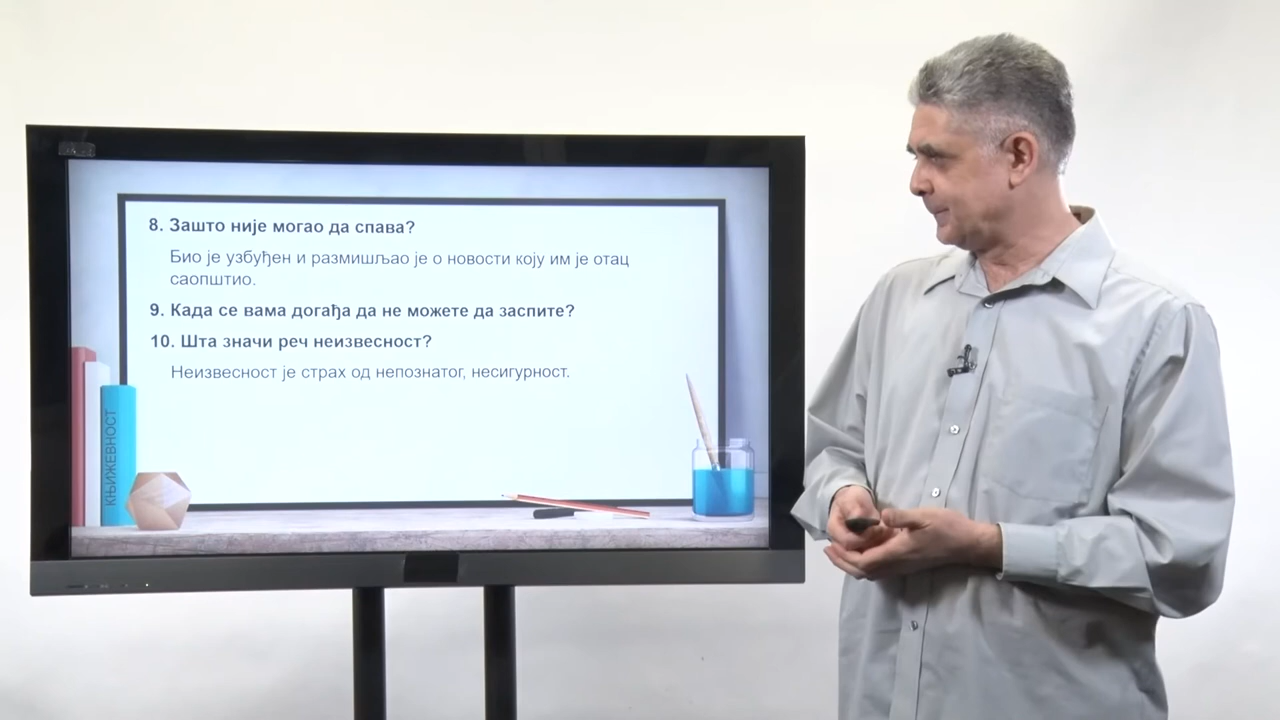 8. Зашто није могао да спава?
Био је узбуђен и размишљао је о новости коју им је отац
саопштио.
9. Када се вама догађа да не можете да заспите?
10. Шта значи реч неизвесност?
Неизвесност је страх од непознатог, несигурност.
КЊИЖЕВНОСТ